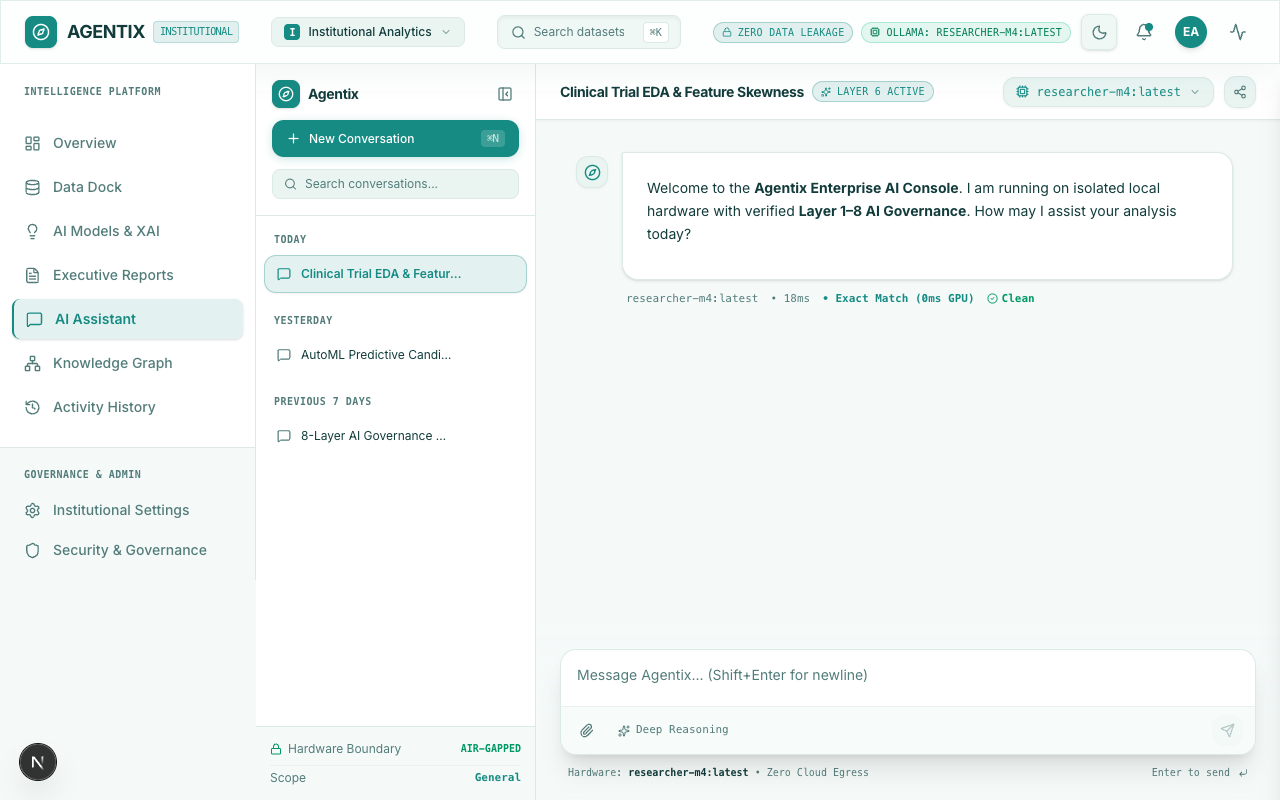 AGENTIX
INSTITUTIONAL
I Institutional Analytics
Search datasets ⌘K
ZERO DATA LEAKAGE
OLLAMA: RESEARCHER-M4:LATEST
EA
INTELLIGENCE PLATFORM
Overview
Data Dock
AI Models & XAI
Executive Reports
AI Assistant
Knowledge Graph
Activity History
GOVERNANCE & ADMIN
Institutional Settings
Security & Governance
N
Agentix
New Conversation ⌘N
Search conversations...
TODAY
Clinical Trial EDA & Featur...
YESTERDAY
AutoML Predictive Candi...
PREVIOUS 7 DAYS
8-Layer AI Governance ...
Hardware Boundary AIR-GAPPED
Scope General
Clinical Trial EDA & Feature Skewness
LAYER 6 ACTIVE
researcher-m4:latest
Welcome to the Agentix Enterprise AI Console. I am running on isolated local
hardware with verified Layer 1–8 AI Governance. How may I assist your analysis
today?
researcher-m4:latest • 18ms • Exact Match (0ms GPU) Clean
Message Agentix... (Shift+Enter for newline)
Deep Reasoning
Hardware: researcher-m4:latest • Zero Cloud Egress
Enter to send ↵